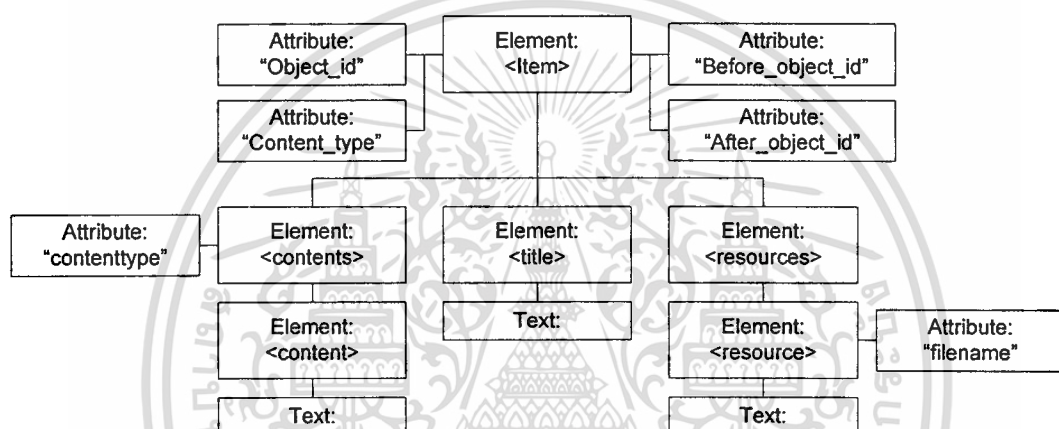 Attribute:
"Object_id"
Element:
<Item>
Attribute:
"Before_object_id"
Attribute:
"Content_type"
Attribute:
"After_object_id"
Attribute:
"contenttype"
Element:
<contents>
Element:
<title>
Element:
<resources>
Element:
<content>
Text:
Element:
<resource>
Attribute:
"filename"
Text:
Text: